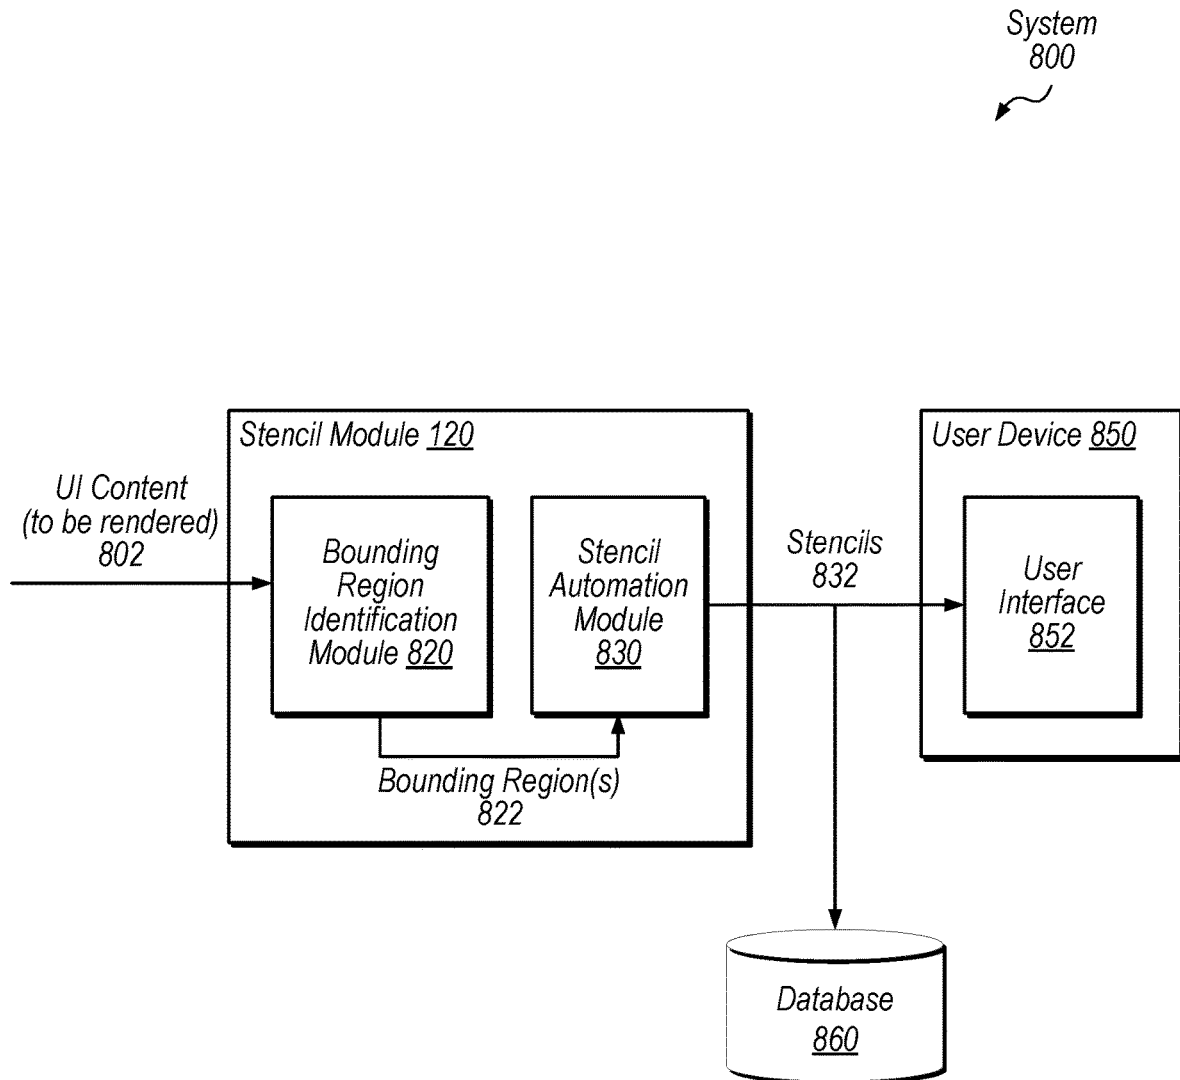 System
800
Stencil Module 120
User Device 850
UI Content
(to be rendered)
802
Bounding
Region
Identification
Module 820
Stencil
Automation
Module
830
Stencils
832
User
Interface
852
Bounding Region(s)
822
Database
860